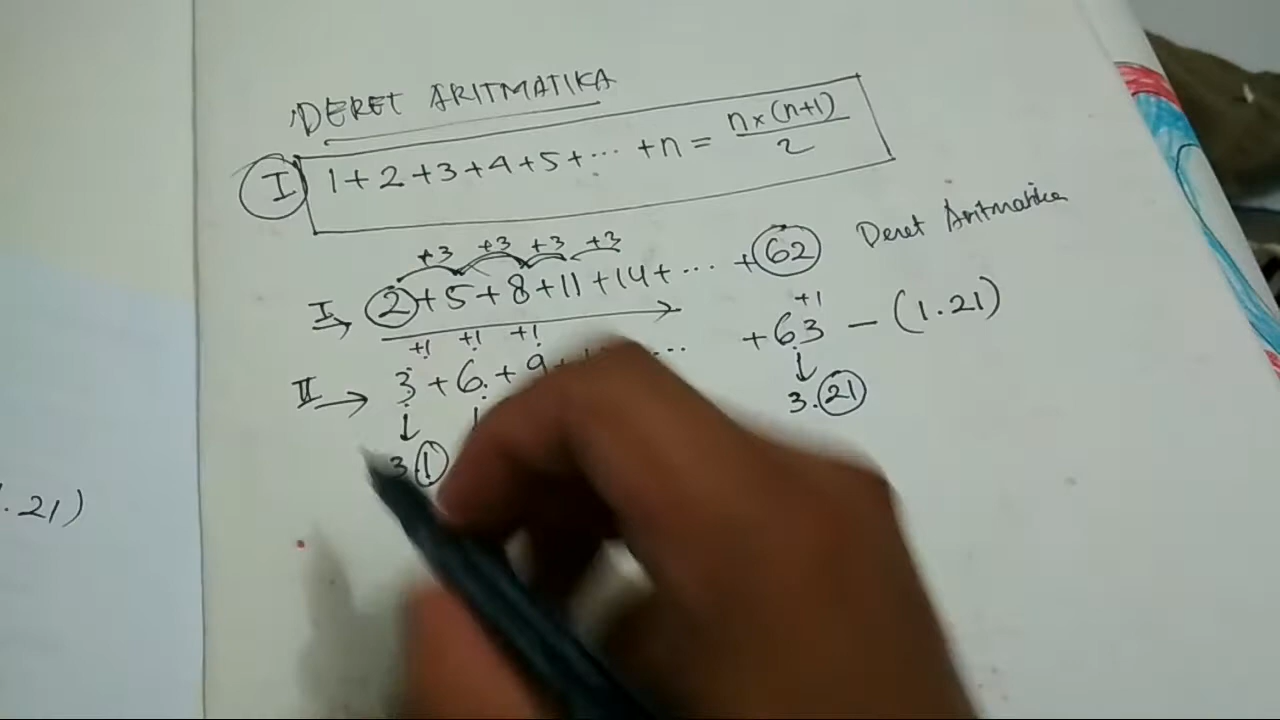 DERET ARITMATIKA
I 1+2+3+4+5+... +n = n×(n+1)/2
+3 +3 +3 +3
I → 2+5+8+11+14+... +62 Deret Aritmatika
+1 +1 +1 +1
II → 3+6+9+ ... +63 - (1.21)
3.1 3.21
.21)